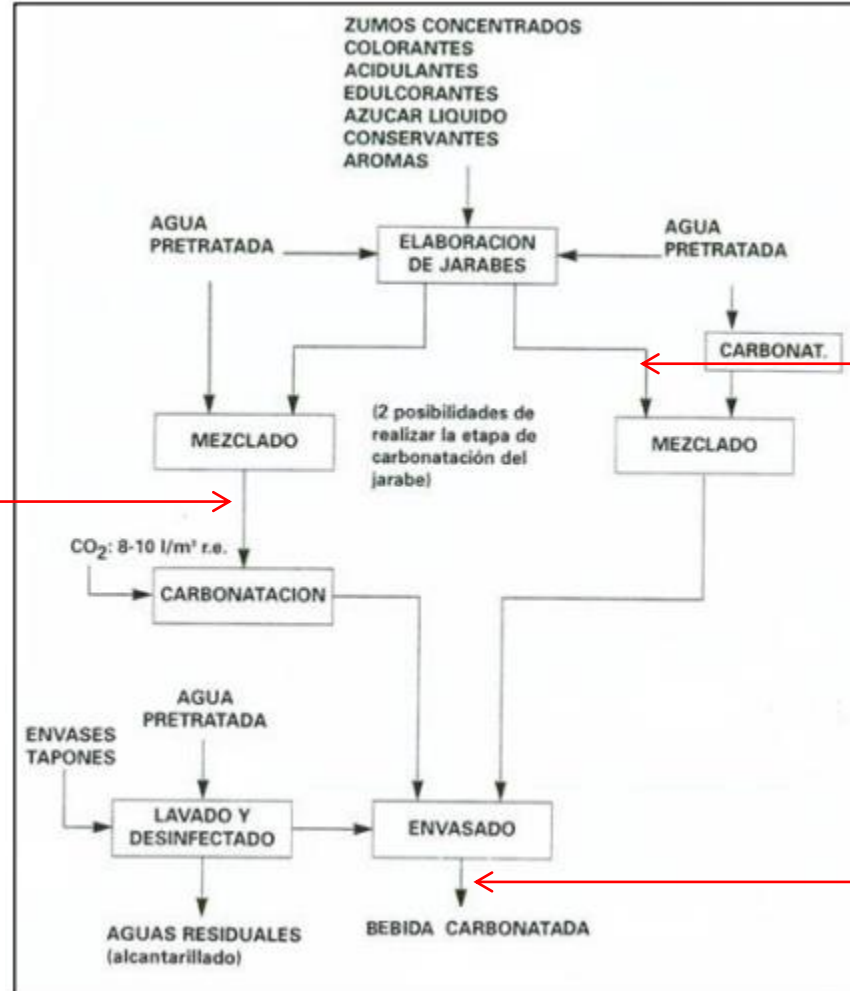 ZUMOS CONCENTRADOS
COLORANTES
ACIDULANTES
EDULCORANTES
AZUCAR LIQUIDO
CONSERVANTES
AROMAS
AGUA
PRETRATADA
ELABORACION
DE JARABES
AGUA
PRETRATADA
CARBONAT.
MEZCLADO
(2 posibilidades de
realizar la etapa de
carbonatación del
jarabe)
MEZCLADO
CO2: 8-10 l/m³ r.e.
CARBONATACION
AGUA
PRETRATADA
ENVASES
TAPONES
LAVADO Y
DESINFECTADO
ENVASADO
AGUAS RESIDUALES
(alcantarillado)
BEBIDA CARBONATADA